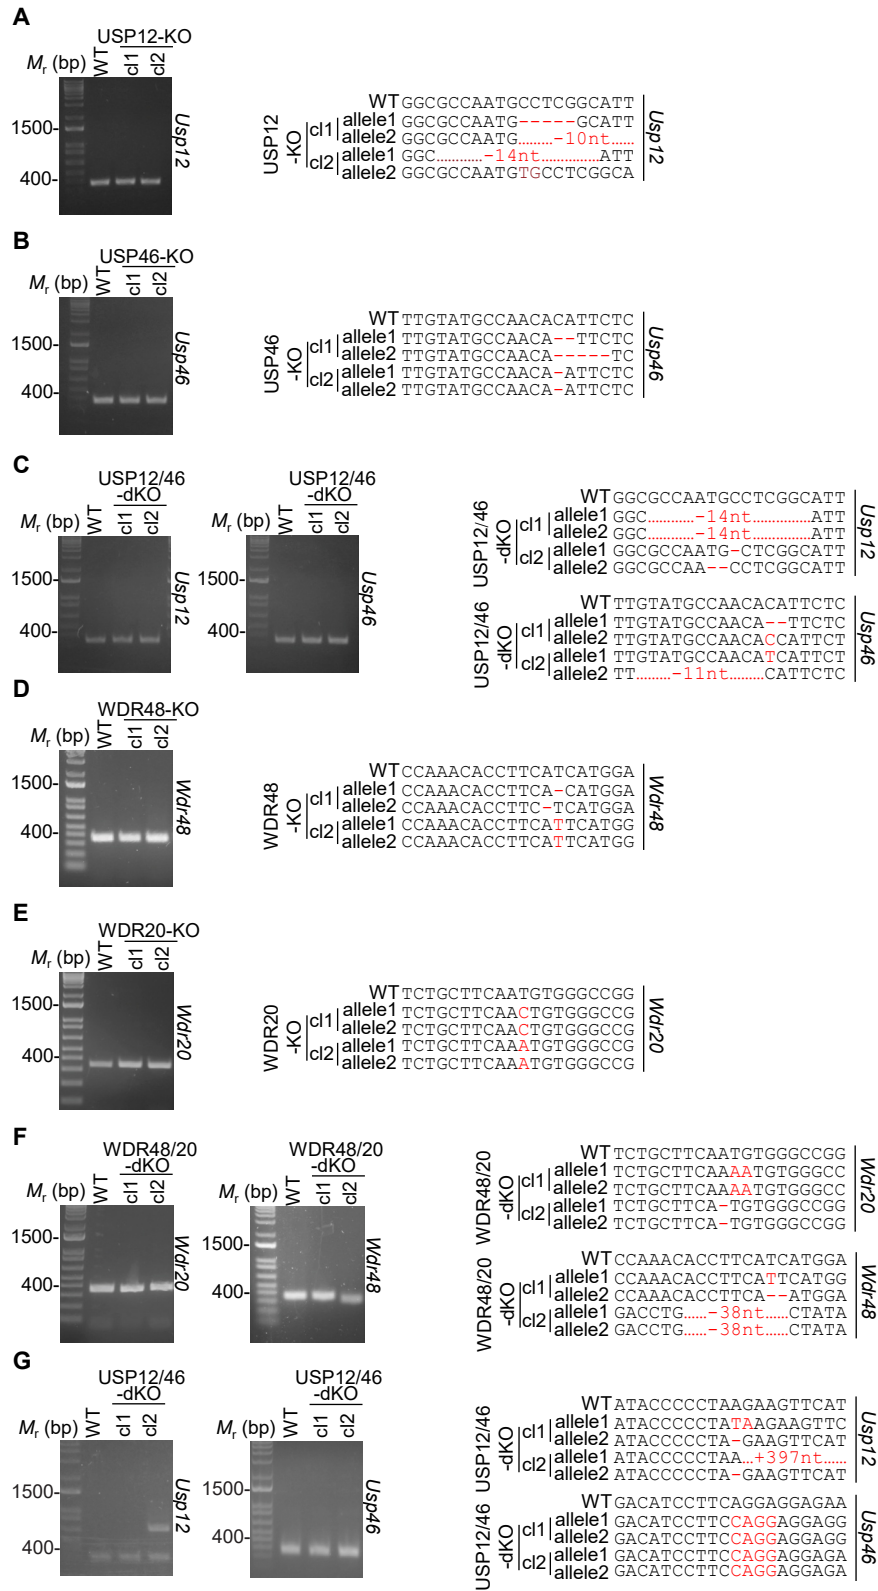 A
USP12-KO
Mr (bp)
WT
cl1
cl2
1500-
400-
Usp12
USP12
-KO
WT GGCGCCAATGCCTCGGCATT
cl1
allele1 GGCGCCAATG-----GCATT
allele2 GGCGCCAATG.........-10nt......
cl2
allele1 GGC............-14nt...............ATT
allele2 GGCGCCAATGTGCCTCGGCA
Usp12
B
USP46-KO
Mr (bp)
WT
cl1
cl2
1500-
400-
Usp46
USP46
-KO
WT TTGTATGCCAACACATTCTC
cl1
allele1 TTGTATGCCAACA--TTCTC
allele2 TTGTATGCCAACA-----TC
cl2
allele1 TTGTATGCCAACA-ATTCTC
allele2 TTGTATGCCAACA-ATTCTC
Usp46
C
USP12/46
-dKO
Mr (bp)
WT
cl1
cl2
1500-
400-
Usp12
USP12/46
-dKO
Mr (bp)
WT
cl1
cl2
1500-
400-
Usp46
USP12/46
-dKO
WT GGCGCCAATGCCTCGGCATT
cl1
allele1 GGC............-14nt...............ATT
allele2 GGC............-14nt...............ATT
cl2
allele1 GGCGCCAATG-CTCGGCATT
allele2 GGCGCCAA--CCTCGGCATT
Usp12
USP12/46
-dKO
WT TTGTATGCCAACACATTCTC
cl1
allele1 TTGTATGCCAACA--TTCTC
allele2 TTGTATGCCAACACCATTCT
cl2
allele1 TTGTATGCCAACATCATTCT
allele2 TT.........-11nt.........CATTCTC
Usp46
D
WDR48-KO
Mr (bp)
WT
cl1
cl2
1500-
400-
Wdr48
WDR48
-KO
WT CCAAACACCTTCATCATGGA
cl1
allele1 CCAAACACCTTCA-CATGGA
allele2 CCAAACACCTTC-TCATGGA
cl2
allele1 CCAAACACCTTCATTCATGG
allele2 CCAAACACCTTCATTCATGG
Wdr48
E
WDR20-KO
Mr (bp)
WT
cl1
cl2
1500-
400-
Wdr20
WDR20
-KO
WT TCTGCTTCAATGTGGGCCGG
cl1
allele1 TCTGCTTCAACTGTGGGCCG
allele2 TCTGCTTCAACTGTGGGCCG
cl2
allele1 TCTGCTTCAAATGTGGGCCG
allele2 TCTGCTTCAAATGTGGGCCG
Wdr20
F
WDR48/20
-dKO
Mr (bp)
WT
cl1
cl2
1500-
400-
Wdr20
WDR48/20
-dKO
Mr (bp)
WT
cl1
cl2
1500-
400-
Wdr48
WDR48/20
-dKO
WT TCTGCTTCAATGTGGGCCGG
cl1
allele1 TCTGCTTCAAAATGTGGGCC
allele2 TCTGCTTCAAAATGTGGGCC
cl2
allele1 TCTGCTTCA-TGTGGGCCGG
allele2 TCTGCTTCA-TGTGGGCCGG
Wdr20
WDR48/20
-dKO
WT CCAAACACCTTCATCATGGA
cl1
allele1 CCAAACACCTTCATTCATGG
allele2 CCAAACACCTTCA--ATGGA
cl2
allele1 GACCTG......-38nt......CTATA
allele2 GACCTG......-38nt......CTATA
Wdr48
G
USP12/46
-dKO
Mr (bp)
WT
cl1
cl2
1500-
400-
Usp12
USP12/46
-dKO
Mr (bp)
WT
cl1
cl2
1500-
400-
Usp46
USP12/46
-dKO
WT ATACCCCCTAAGAAGTTCAT
cl1
allele1 ATACCCCCTATAAGAAGTTC
allele2 ATACCCCCTA-GAAGTTCAT
cl2
allele1 ATACCCCCTAA...+397nt......
allele2 ATACCCCCTA-GAAGTTCAT
Usp12
USP12/46
-dKO
WT GACATCCTTCAGGAGGAGAA
cl1
allele1 GACATCCTTCCAGGAGGAGG
allele2 GACATCCTTCCAGGAGGAGG
cl2
allele1 GACATCCTTCCAGGAGGAGA
allele2 GACATCCTTCCAGGAGGAGA
Usp46